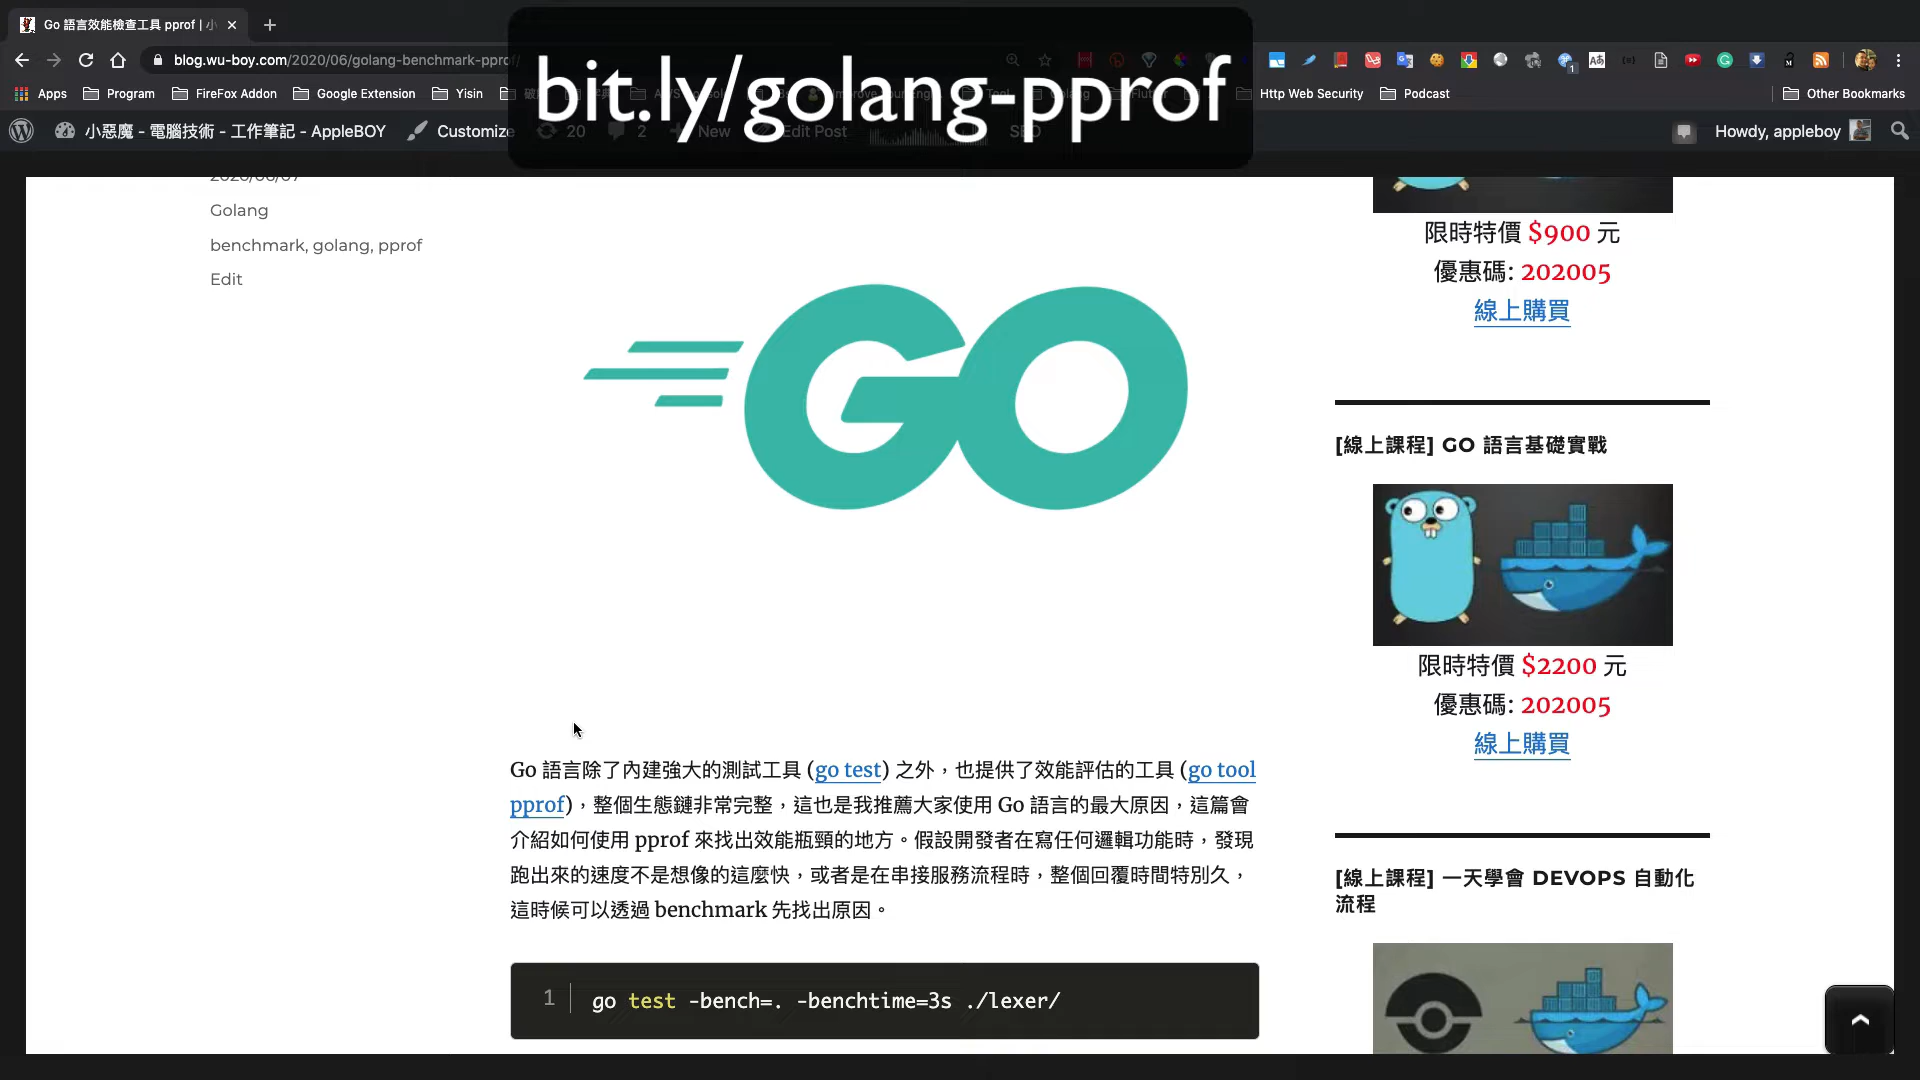 Go 語言效能檢查工具 pprof | 小
bit.ly/golang-pprof
blog.wu-boy.com/2020/06/golang-benchmark-pprof/
Apps Program FireFox Addon Google Extension Yisin Http Web Security Podcast Other Bookmarks
小惡魔 - 電腦技術 - 工作筆記 - AppleBOY Customize 20 2 New Edit Post SEO Howdy, appleboy
2020/06/07
Golang
benchmark, golang, pprof
Edit
GO
Go 語言除了內建強大的測試工具 (go test) 之外，也提供了效能評估的工具 (go tool
pprof)，整個生態鏈非常完整，這也是我推薦大家使用 Go 語言的最大原因，這篇會
介紹如何使用 pprof 來找出效能瓶頸的地方。假設開發者在寫任何邏輯功能時，發現
跑出來的速度不是想像的這麼快，或者是在串接服務流程時，整個回覆時間特別久，
這時候可以透過 benchmark 先找出原因。
1 go test -bench=. -benchtime=3s ./lexer/
限時特價 $900 元
優惠碼: 202005
線上購買
[線上課程] GO 語言基礎實戰
限時特價 $2200 元
優惠碼: 202005
線上購買
[線上課程] 一天學會 DEVOPS 自動化
流程